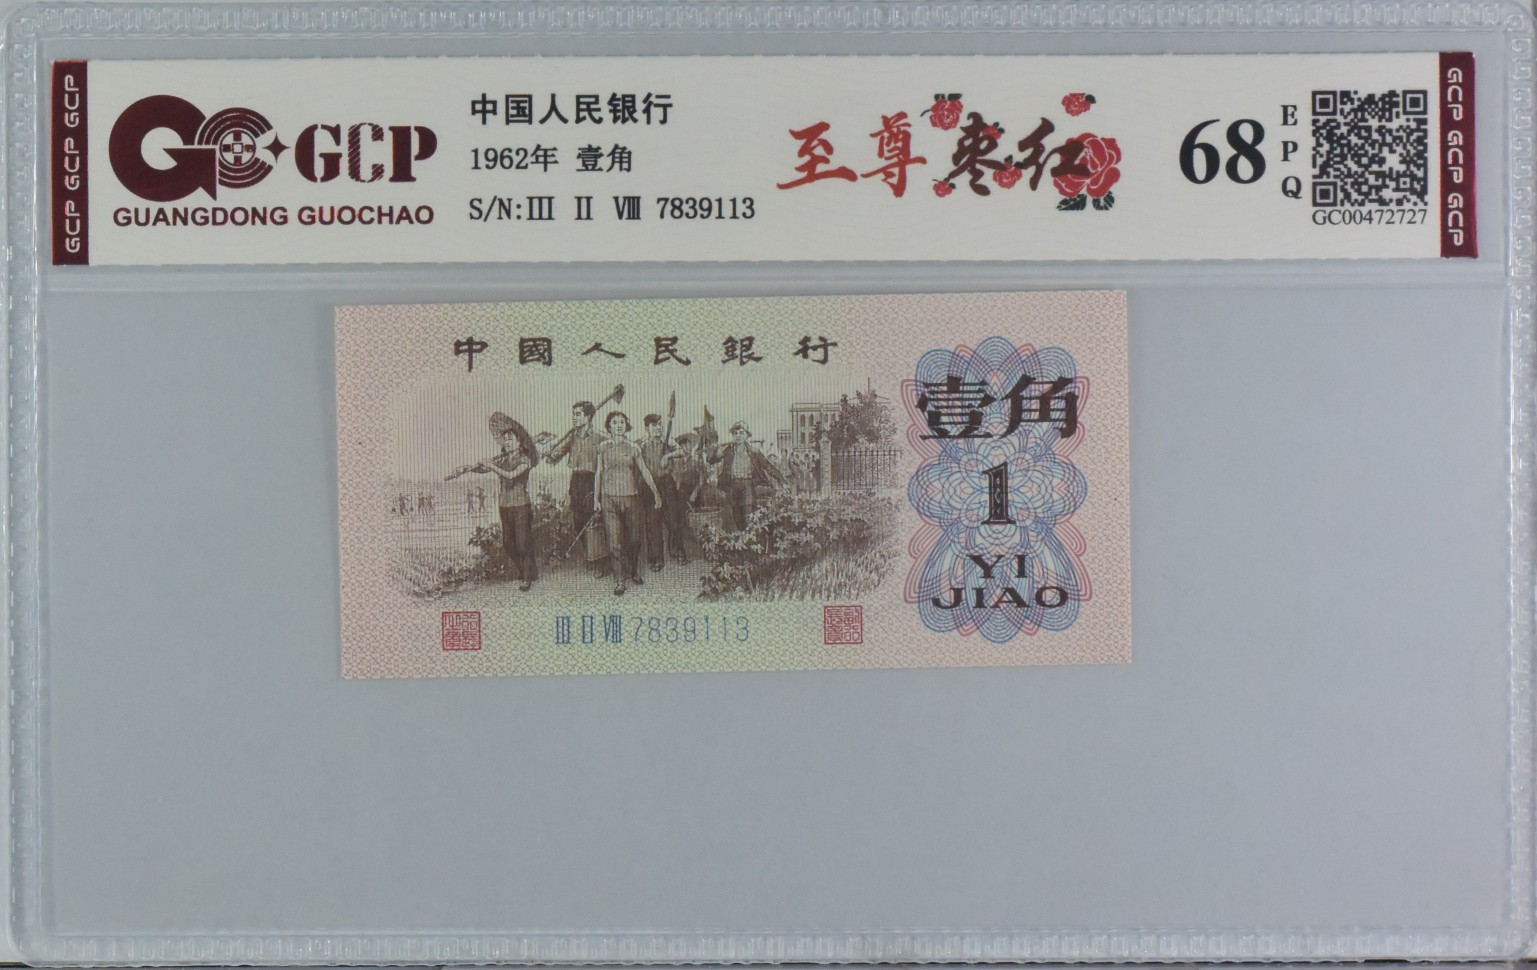 GCP GCP GCP
GCP
GUANGDONG GUOCHAO
中国人民银行
1962年 壹角
S/N:III II VIII 7839113
至尊枣红
68
EPQ
GC00472727
GCP GCP GCP
中國人民銀行
壹角
1
YI
JIAO
III II VIII 7839113